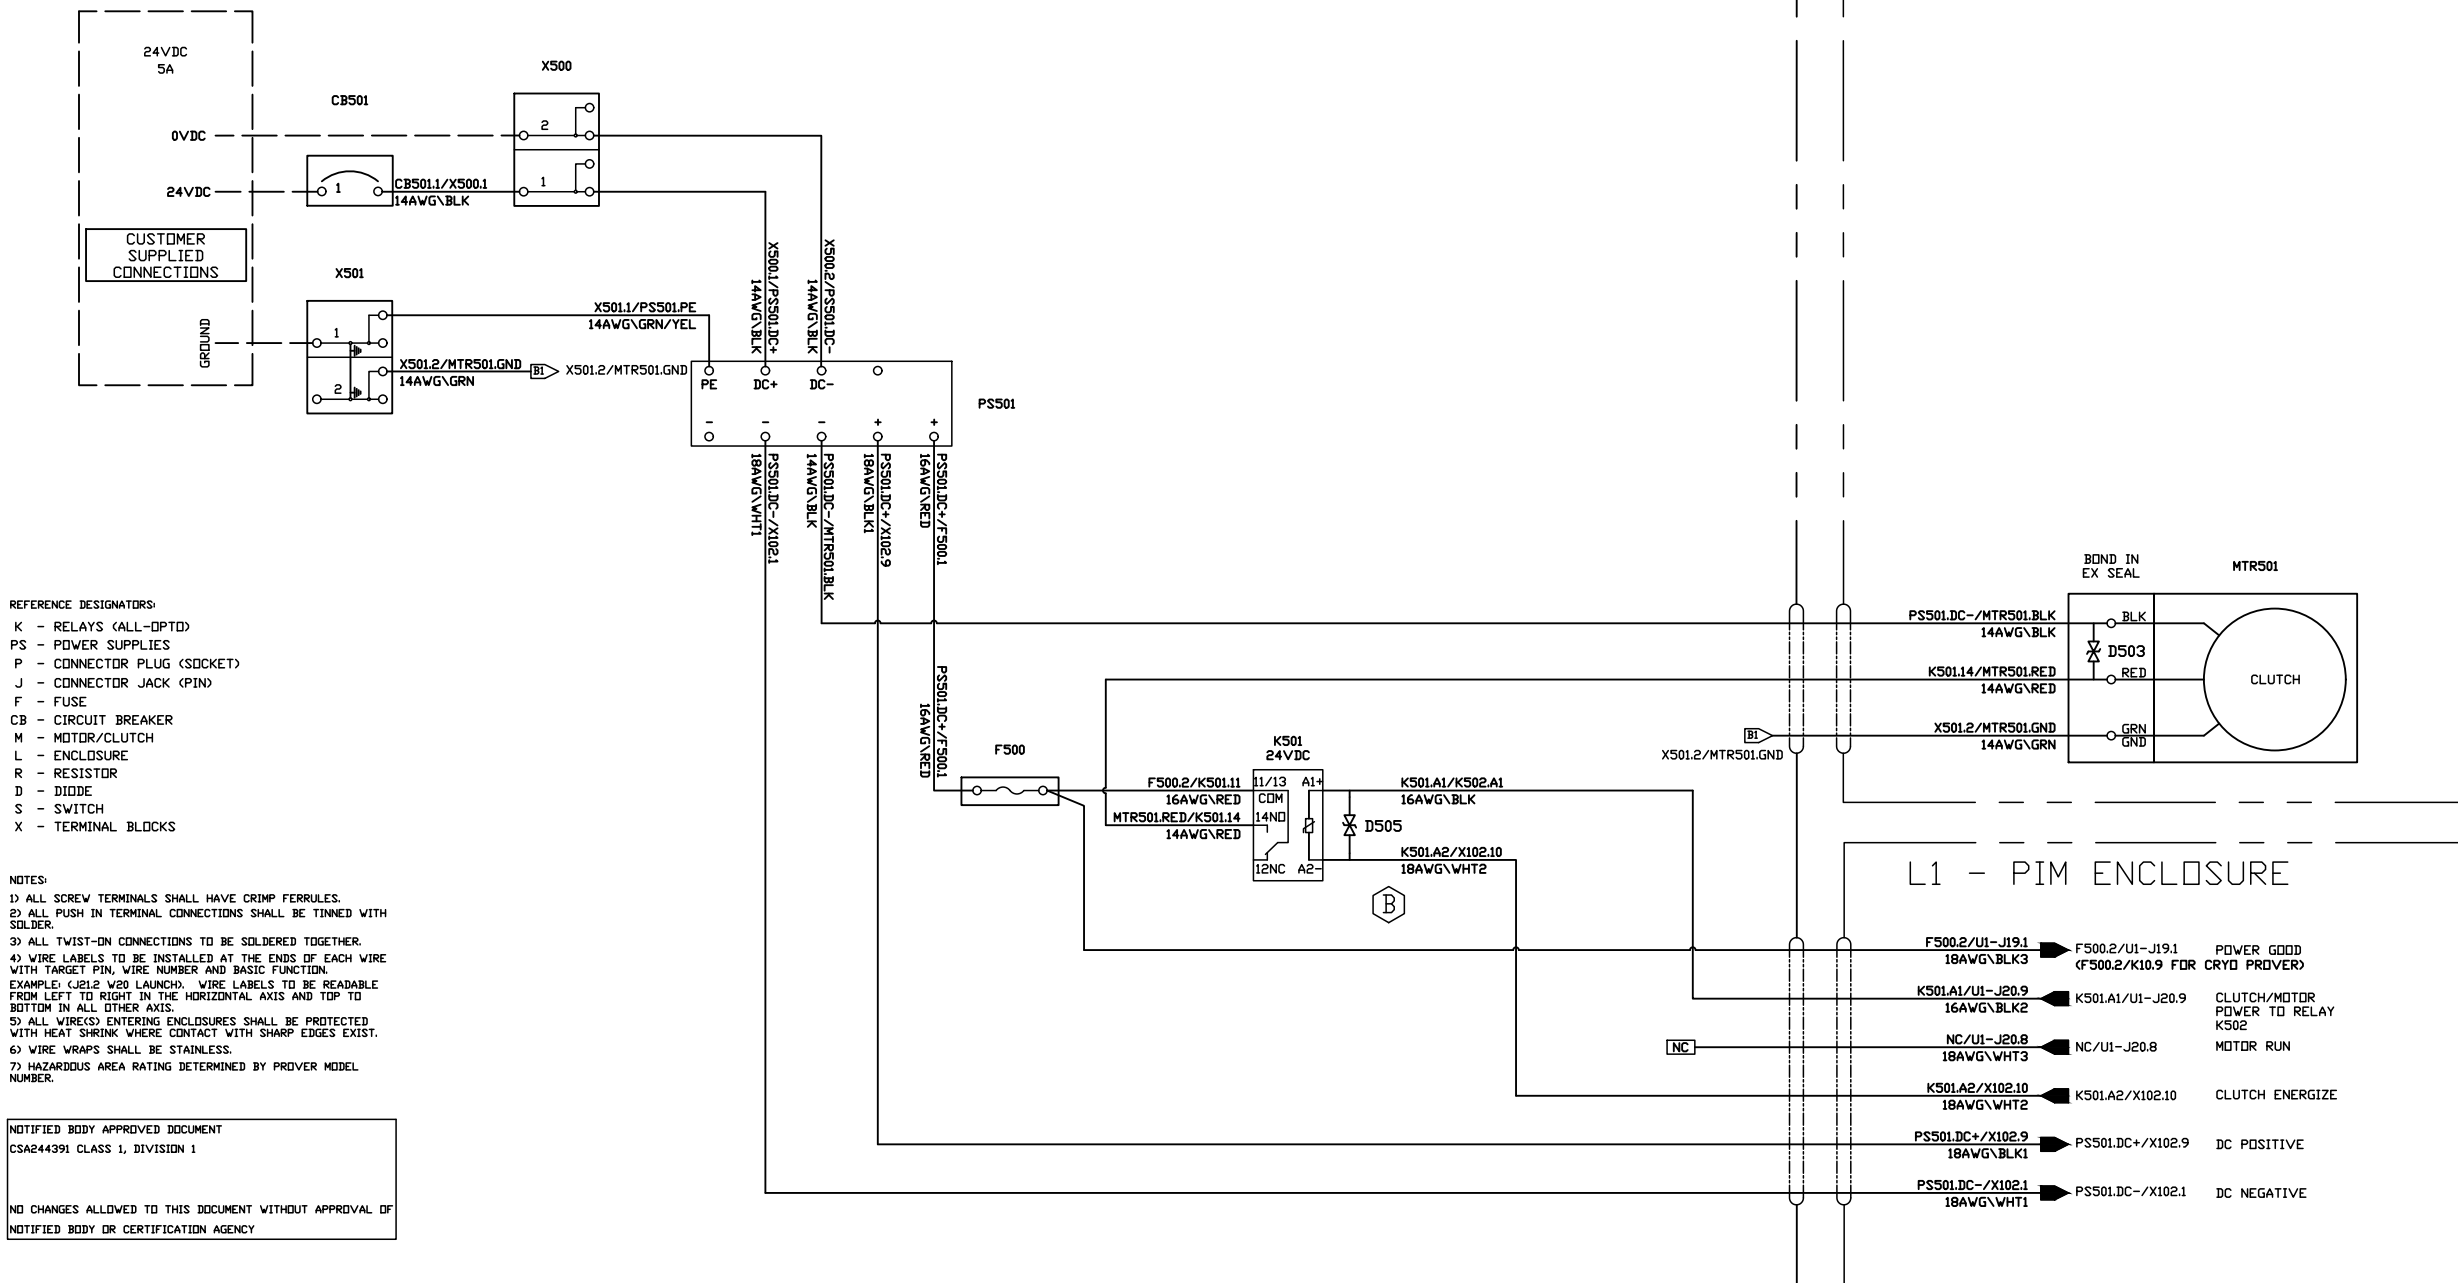 24VDC
5A
0VDC
24VDC
CUSTOMER
SUPPLIED
CONNECTIONS
GROUND
CB501
1
CB501.1/X500.1
14AWG\BLK
X500
2
1
X501
1
2
X501.1/PS501.PE
14AWG\GRN/YEL
X501.2/MTR501.GND
14AWG\GRN
B1
X501.2/MTR501.GND
X500.1/PS501.DC+
14AWG\BLK
X500.2/PS501.DC-
14AWG\BLK
PE
DC+
DC-
- - - + +
PS501
PS501.DC-/X102.1
18AWG\WHT1
PS501.DC-/MTR501.BLK
14AWG\BLK
PS501.DC+/X102.9
18AWG\BLK1
PS501.DC+/F500.1
16AWG\RED
PS501.DC+/F500.1
16AWG\RED
F500
F500.2/K501.11
16AWG\RED
MTR501.RED/K501.14
14AWG\RED
K501
24VDC
11/13
A1+
COM
14NO
12NC
A2-
D505
K501.A1/K502.A1
16AWG\BLK
K501.A2/X102.10
18AWG\WHT2
B
PS501.DC-/MTR501.BLK
14AWG\BLK
K501.14/MTR501.RED
14AWG\RED
B1
X501.2/MTR501.GND
X501.2/MTR501.GND
14AWG\GRN
BOND IN
EX SEAL
MTR501
BLK
D503
RED
GRN
GND
CLUTCH
L1 - PIM ENCLOSURE
F500.2/U1-J19.1
18AWG\BLK3
F500.2/U1-J19.1
POWER GOOD
(F500.2/K10.9 FOR CRYO PROVER)
K501.A1/U1-J20.9
16AWG\BLK2
K501.A1/U1-J20.9
CLUTCH/MOTOR
POWER TO RELAY
K502
NC
NC/U1-J20.8
18AWG\WHT3
NC/U1-J20.8
MOTOR RUN
K501.A2/X102.10
18AWG\WHT2
K501.A2/X102.10
CLUTCH ENERGIZE
PS501.DC+/X102.9
18AWG\BLK1
PS501.DC+/X102.9
DC POSITIVE
PS501.DC-/X102.1
18AWG\WHT1
PS501.DC-/X102.1
DC NEGATIVE
REFERENCE DESIGNATORS:
K - RELAYS (ALL-OPTO)
PS - POWER SUPPLIES
P - CONNECTOR PLUG (SOCKET)
J - CONNECTOR JACK (PIN)
F - FUSE
CB - CIRCUIT BREAKER
M - MOTOR/CLUTCH
L - ENCLOSURE
R - RESISTOR
D - DIODE
S - SWITCH
X - TERMINAL BLOCKS
NOTES:
1) ALL SCREW TERMINALS SHALL HAVE CRIMP FERRULES.
2) ALL PUSH IN TERMINAL CONNECTIONS SHALL BE TINNED WITH
SOLDER.
3) ALL TWIST-ON CONNECTIONS TO BE SOLDERED TOGETHER.
4) WIRE LABELS TO BE INSTALLED AT THE ENDS OF EACH WIRE
WITH TARGET PIN, WIRE NUMBER AND BASIC FUNCTION.
EXAMPLE: (J21.2 W20 LAUNCH). WIRE LABELS TO BE READABLE
FROM LEFT TO RIGHT IN THE HORIZONTAL AXIS AND TOP TO
BOTTOM IN ALL OTHER AXIS.
5) ALL WIRE(S) ENTERING ENCLOSURES SHALL BE PROTECTED
WITH HEAT SHRINK WHERE CONTACT WITH SHARP EDGES EXIST.
6) WIRE WRAPS SHALL BE STAINLESS.
7) HAZARDOUS AREA RATING DETERMINED BY PROVER MODEL
NUMBER.
NOTIFIED BODY APPROVED DOCUMENT
CSA244391 CLASS 1, DIVISION 1
NO CHANGES ALLOWED TO THIS DOCUMENT WITHOUT APPROVAL OF
NOTIFIED BODY OR CERTIFICATION AGENCY